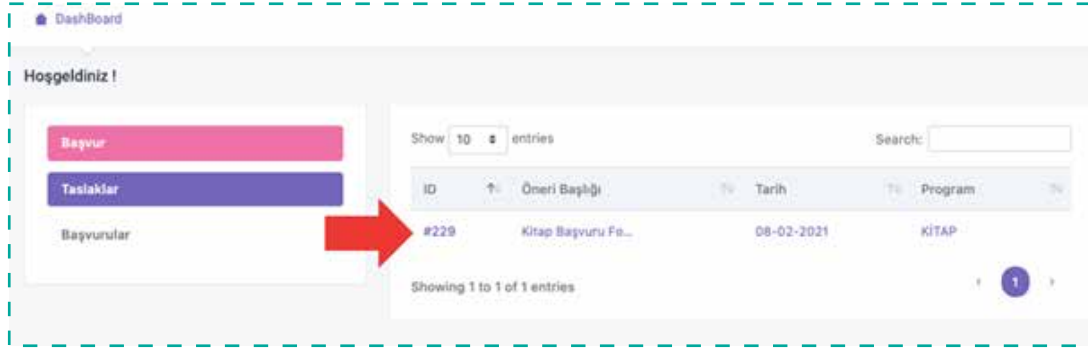 DashBoard
Hoşgeldiniz !
Başvur
Taslaklar
Başvurular
Show 10 entries
Search:
ID Öneri Başlığı Tarih Program
#229 Kitap Başvuru Fo... 08-02-2021 KİTAP
Showing 1 to 1 of 1 entries
1